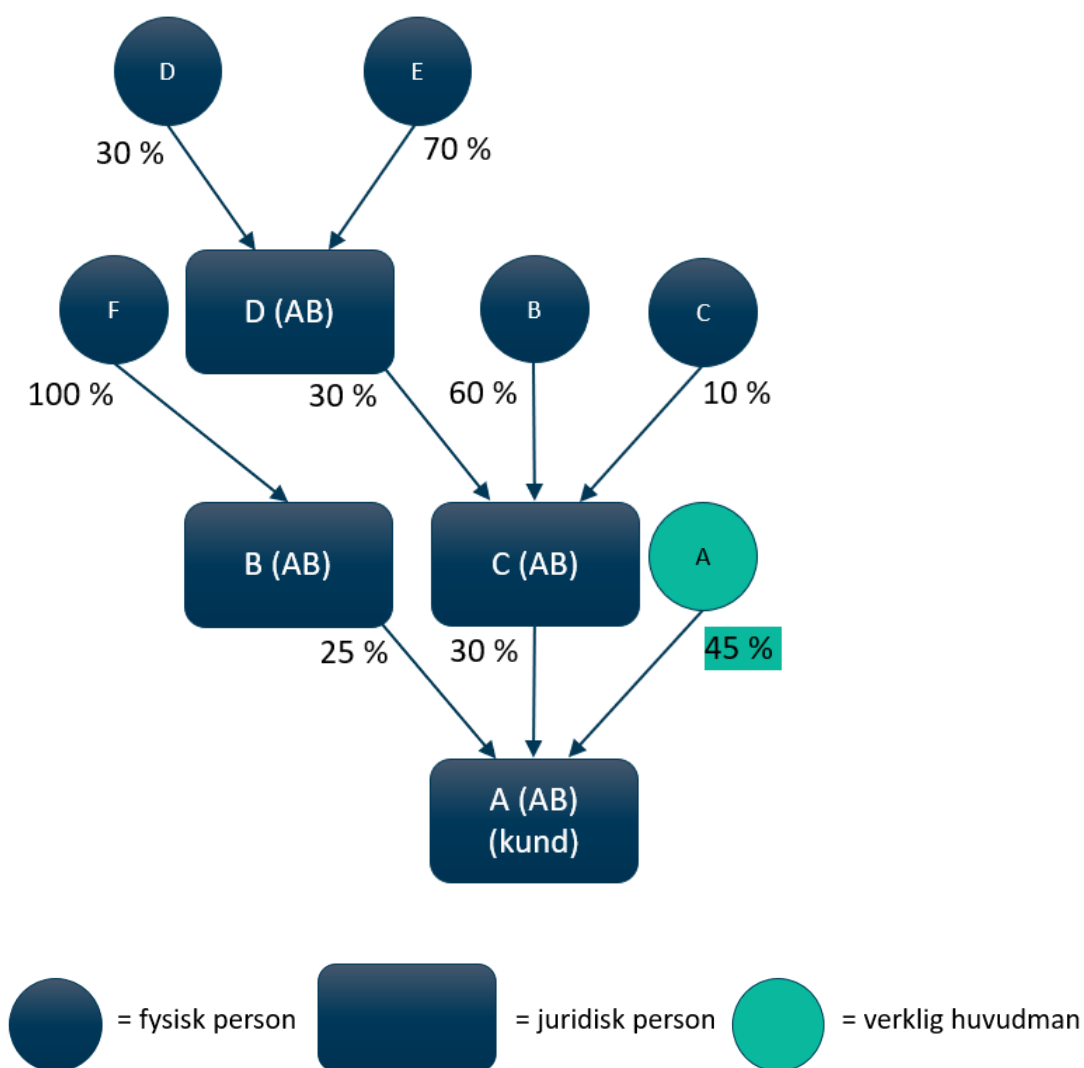 D
E
30 %
70 %
F
D (AB)
B
C
100 %
30 %
60 %
10 %
B (AB)
C (AB)
A
25 %
30 %
45 %
A (AB)
(kund)
= fysisk person
= juridisk person
= verklig huvudman